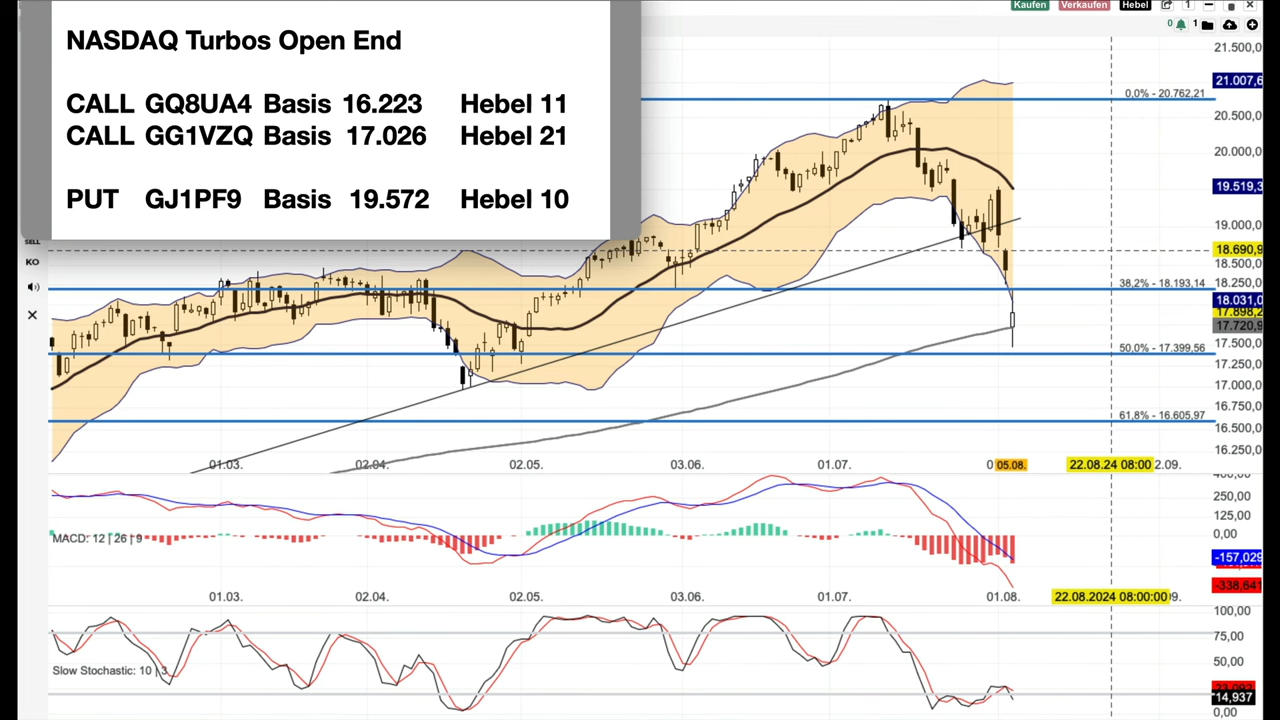 NASDAQ Turbos Open End
CALL GQ8UA4 Basis 16.223 Hebel 11
CALL GG1VZQ Basis 17.026 Hebel 21
PUT GJ1PF9 Basis 19.572 Hebel 10
Kaufen Verkaufen Hebel 1
0 1
SELL
KO
21.500,0
21.007,6
0,0% - 20.762,21
20.500,0
20.000,0
19.519,3
19.000,0
18.690,9
18.500,0
38,2% - 18.193,14
18.250,0
18.031,0
17.898,2
17.720,9
50,0% - 17.399,56
17.500,0
17.250,0
17.000,0
16.750,0
61,8% - 16.605,97
16.500,0
16.250,0
01.03. 02.04. 02.05. 03.06. 01.07. 0 05.08. 22.08.24 08:00 2.09.
400,00
250,00
125,00
MACD: 12 | 26 | 9
0,00
-157,029
-338,641
01.03. 02.04. 02.05. 03.06. 01.07. 01.08. 22.08.2024 08:00:00 9.
100,00
75,00
50,00
Slow Stochastic: 10 | 3
14,937
0,00